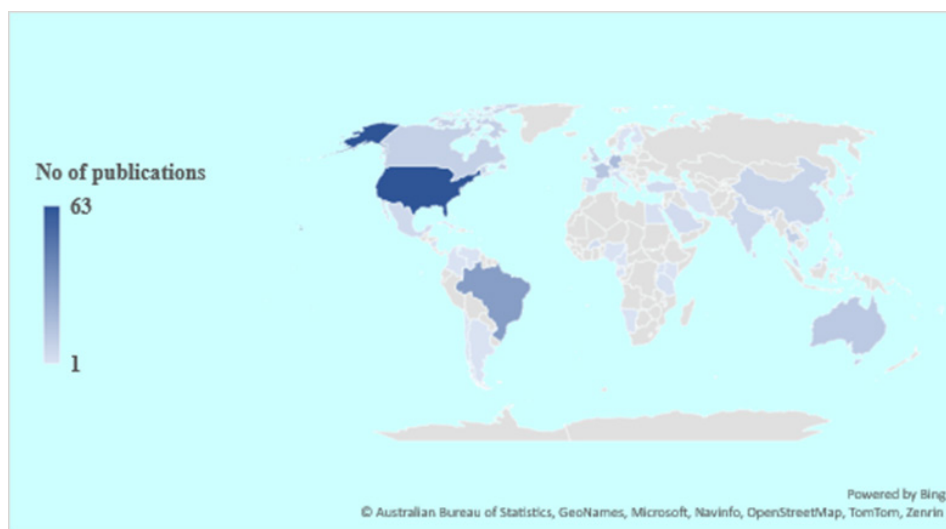 No of publications
63
1
Powered by Bing
© Australian Bureau of Statistics, GeoNames, Microsoft, Navinfo, OpenStreetMap, TomTom, Zenrin